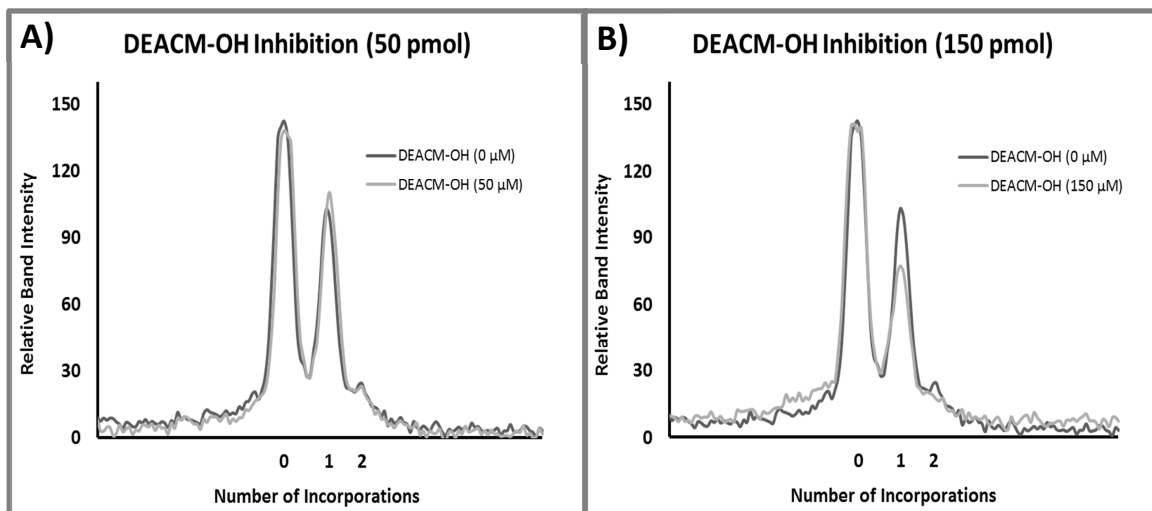 A)
DEACM-OH Inhibition (50 pmol)
150
120
90
60
30
0
Relative Band Intensity
DEACM-OH (0 µM)
DEACM-OH (50 µM)
0 1 2
Number of Incorporations
B)
DEACM-OH Inhibition (150 pmol)
150
120
90
60
30
0
Relative Band Intensity
DEACM-OH (0 µM)
DEACM-OH (150 µM)
0 1 2
Number of Incorporations